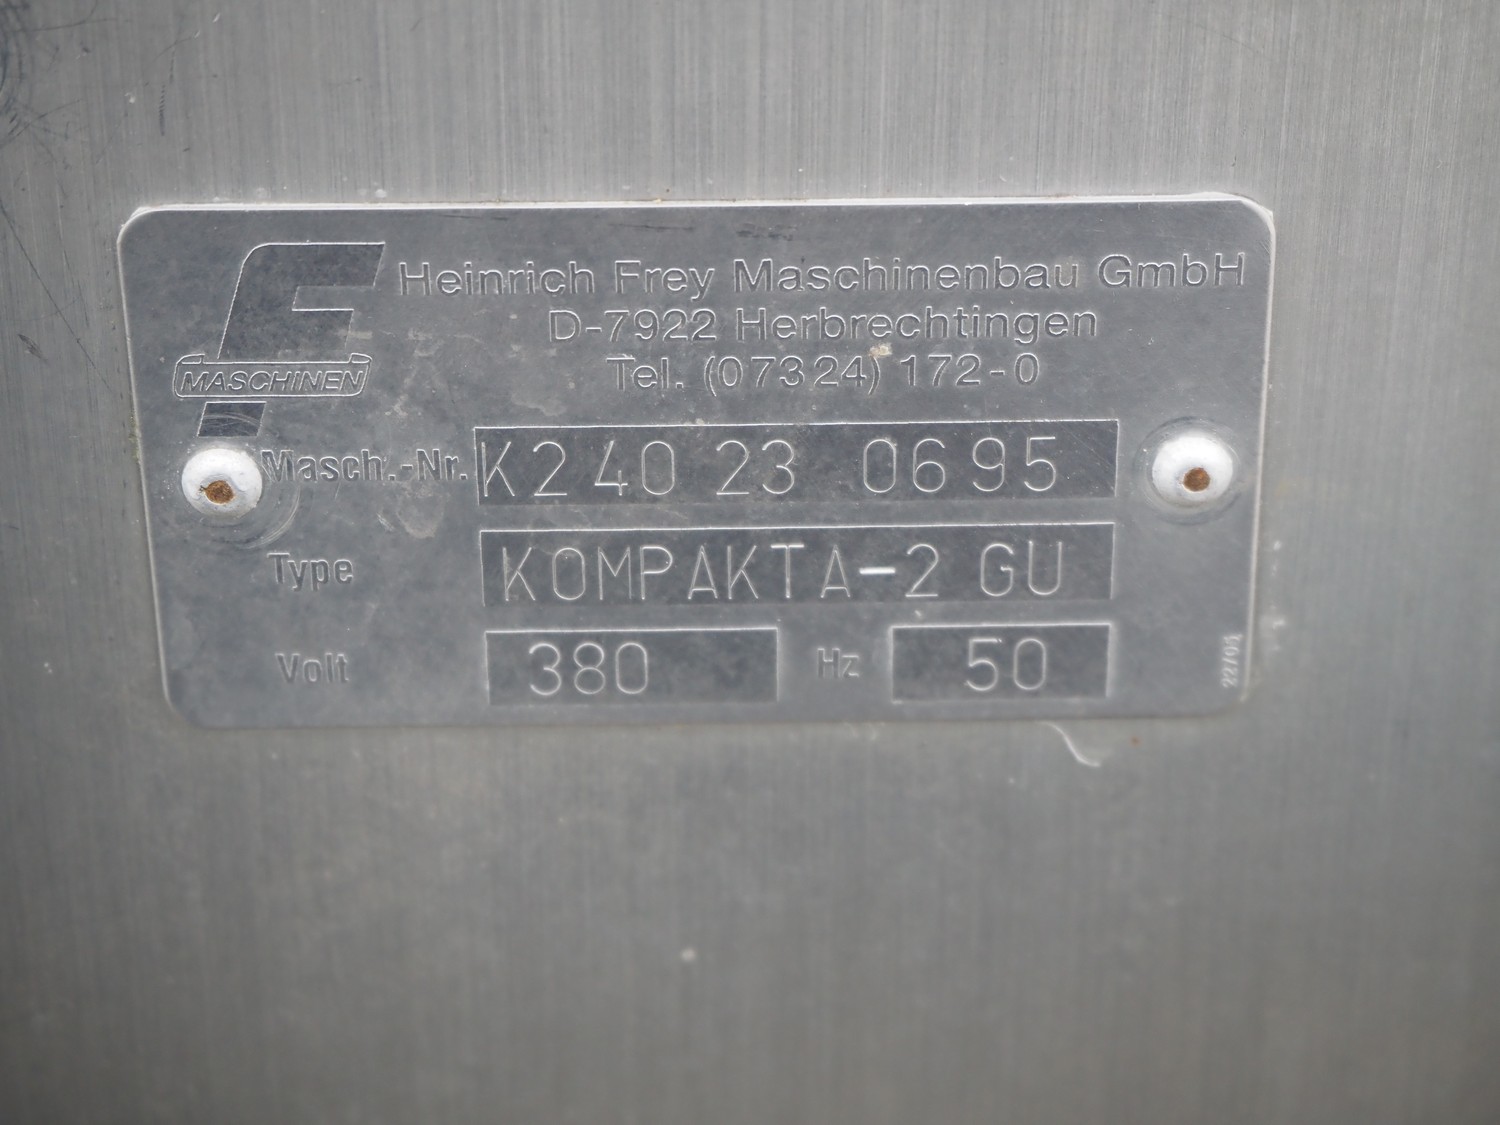 Heinrich Frey Maschinenbau GmbH
D-7922 Herbrechtingen
Tel. (07324) 172-0
F
MASCHINEN
Masch.-Nr. K240 23 0695
Type KOMPAKTA-2 GU
Volt 380 Hz 50
22701